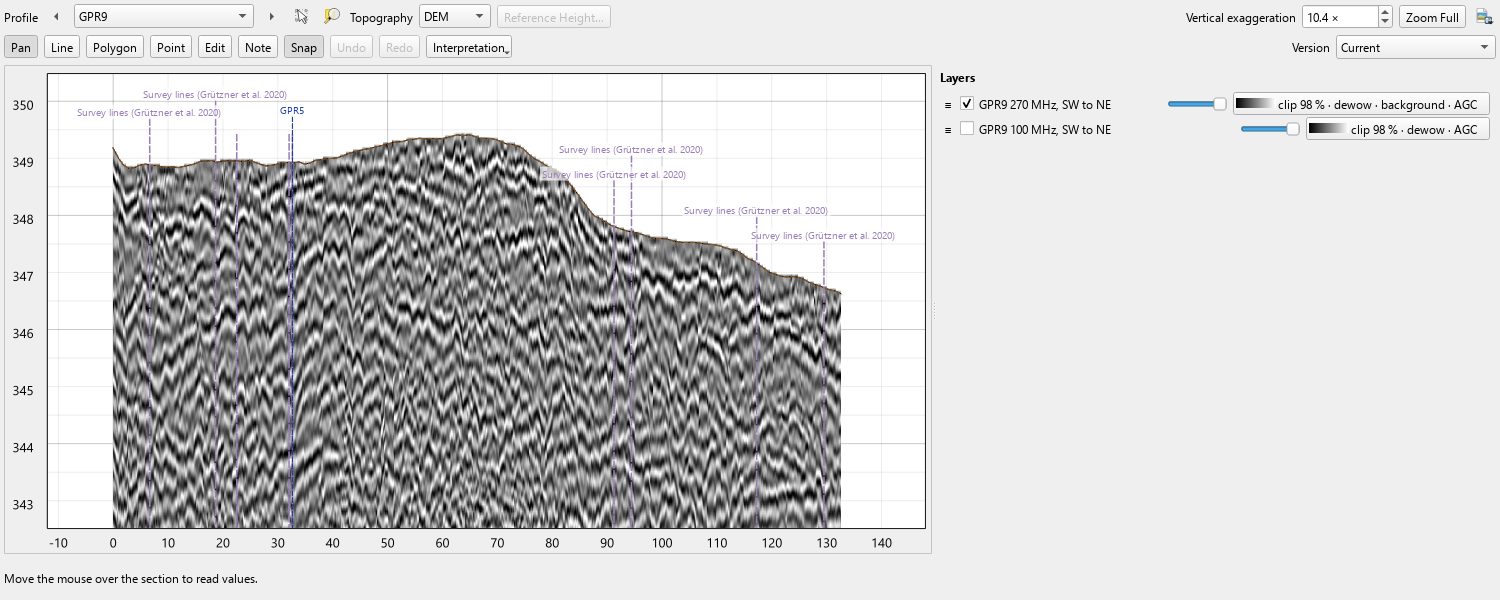 Profile GPR9 Topography DEM Reference Height... Vertical exaggeration 10.4 × Zoom Full
Pan Line Polygon Point Edit Note Snap Undo Redo Interpretation Version Current
Layers
GPR9 270 MHz, SW to NE clip 98 % · dewow · background · AGC
GPR9 100 MHz, SW to NE clip 98 % · dewow · AGC
Survey lines (Grützner et al. 2020)
Survey lines (Grützner et al. 2020)
GPR5
Survey lines (Grützner et al. 2020)
Survey lines (Grützner et al. 2020)
Survey lines (Grützner et al. 2020)
Survey lines (Grützner et al. 2020)
350
349
348
347
346
345
344
343
-10 0 10 20 30 40 50 60 70 80 90 100 110 120 130 140
Move the mouse over the section to read values.